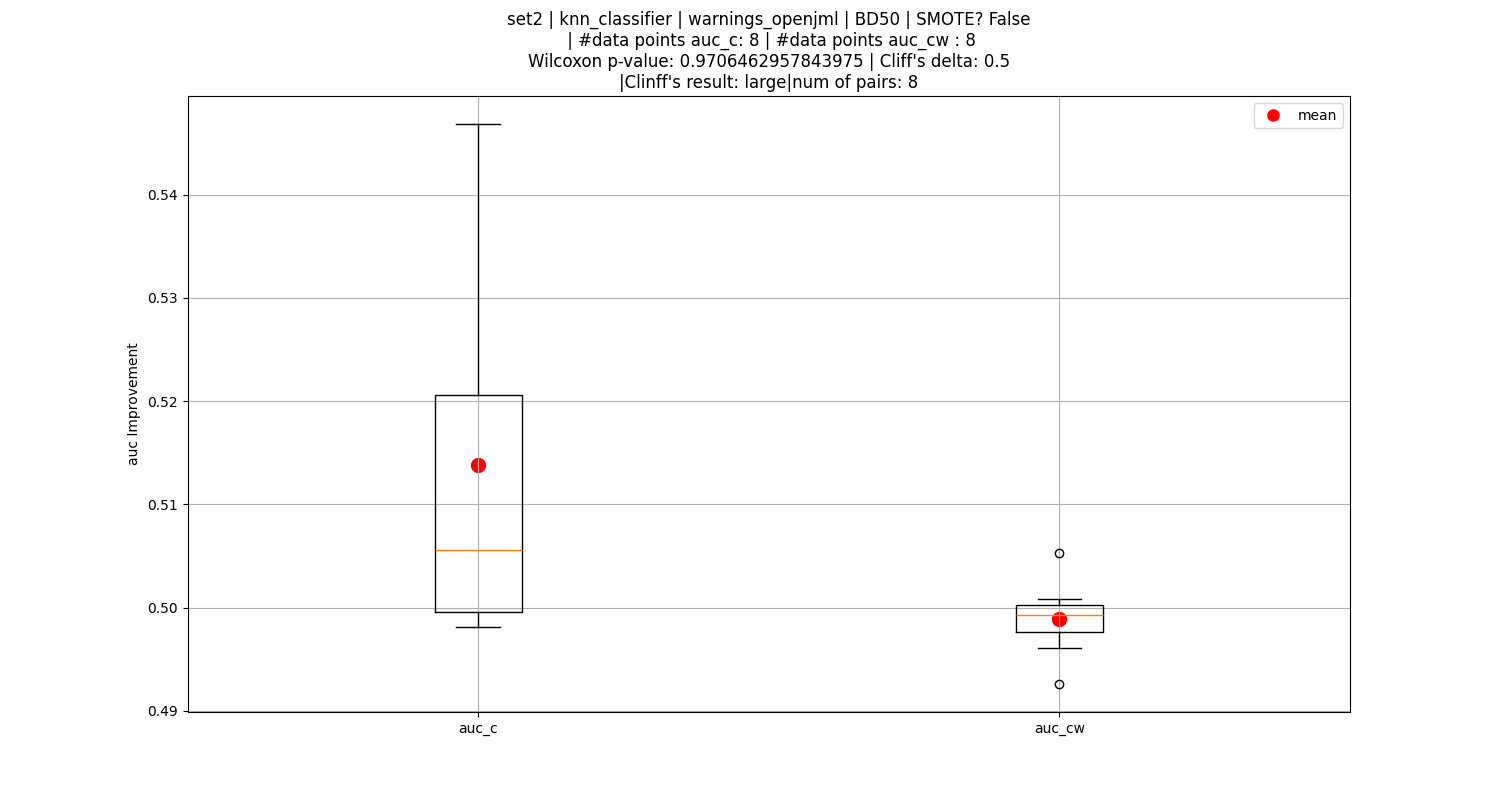 set2 | knn_classifier | warnings_openjml | BD50 | SMOTE? False
| #data points auc_c: 8 | #data points auc_cw : 8
Wilcoxon p-value: 0.9706462957843975 | Cliff's delta: 0.5
|Clinff's result: large|num of pairs: 8
mean
auc Improvement
0.54
0.53
0.52
0.51
0.50
0.49
auc_c
auc_cw